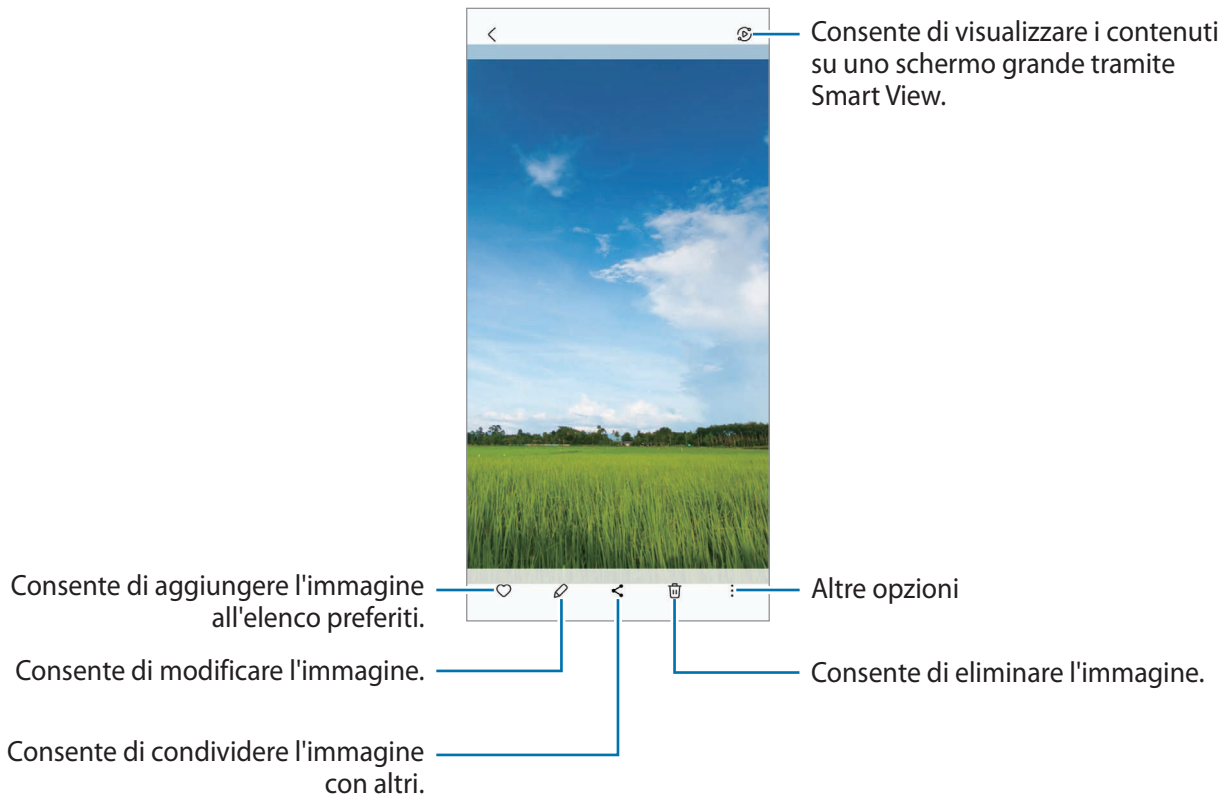 Consente di visualizzare i contenuti
su uno schermo grande tramite
Smart View.
Consente di aggiungere l'immagine
all'elenco preferiti.
Altre opzioni
Consente di modificare l'immagine.
Consente di eliminare l'immagine.
Consente di condividere l'immagine
con altri.